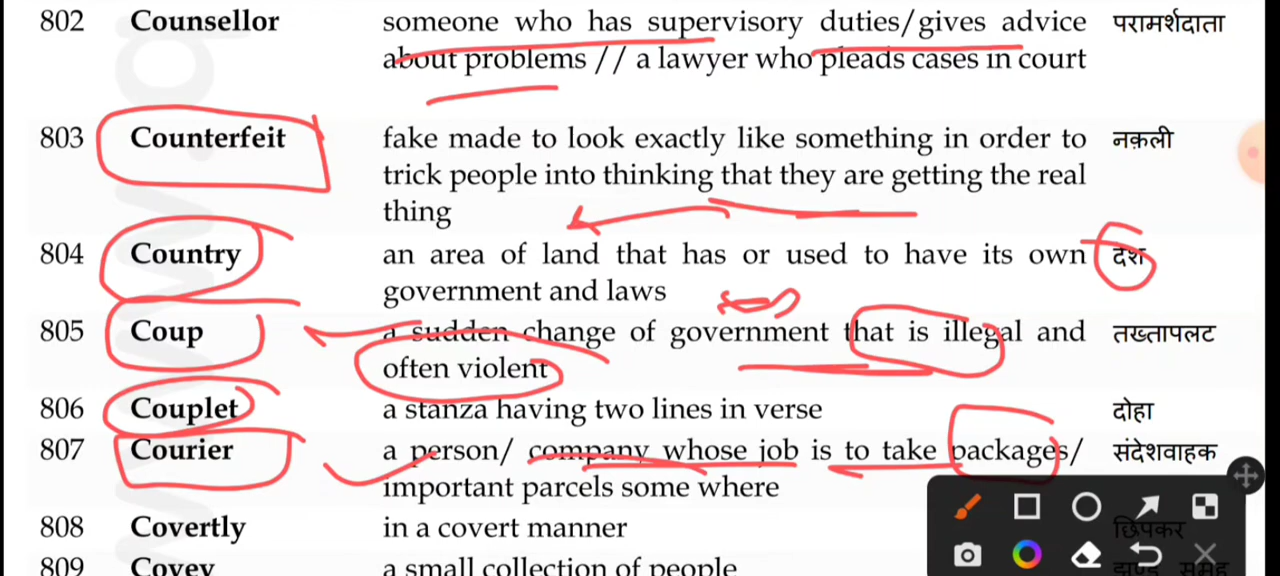 802 Counsellor someone who has supervisory duties/gives advice परामर्शदाता
about problems // a lawyer who pleads cases in court
803 Counterfeit fake made to look exactly like something in order to नक़ली
trick people into thinking that they are getting the real
thing
804 Country an area of land that has or used to have its own देश
government and laws
805 Coup a sudden change of government that is illegal and तख्तापलट
often violent
806 Couplet a stanza having two lines in verse दोहा
807 Courier a person/ company whose job is to take packages/ संदेशवाहक
important parcels some where
808 Covertly in a covert manner छिपकर
809 Covey a small collection of people झुण्ड समूह